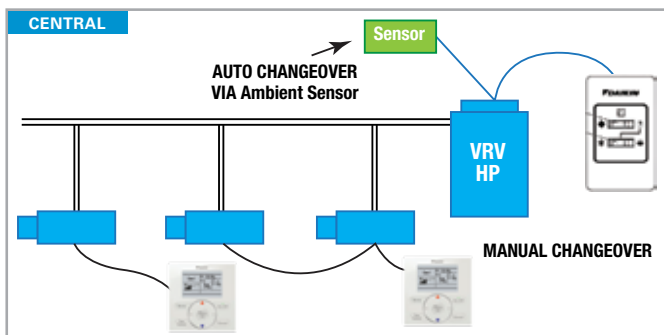 CENTRAL
Sensor
AUTO CHANGEOVER
VIA Ambient Sensor
DAIKIN
VRV
HP
MANUAL CHANGEOVER